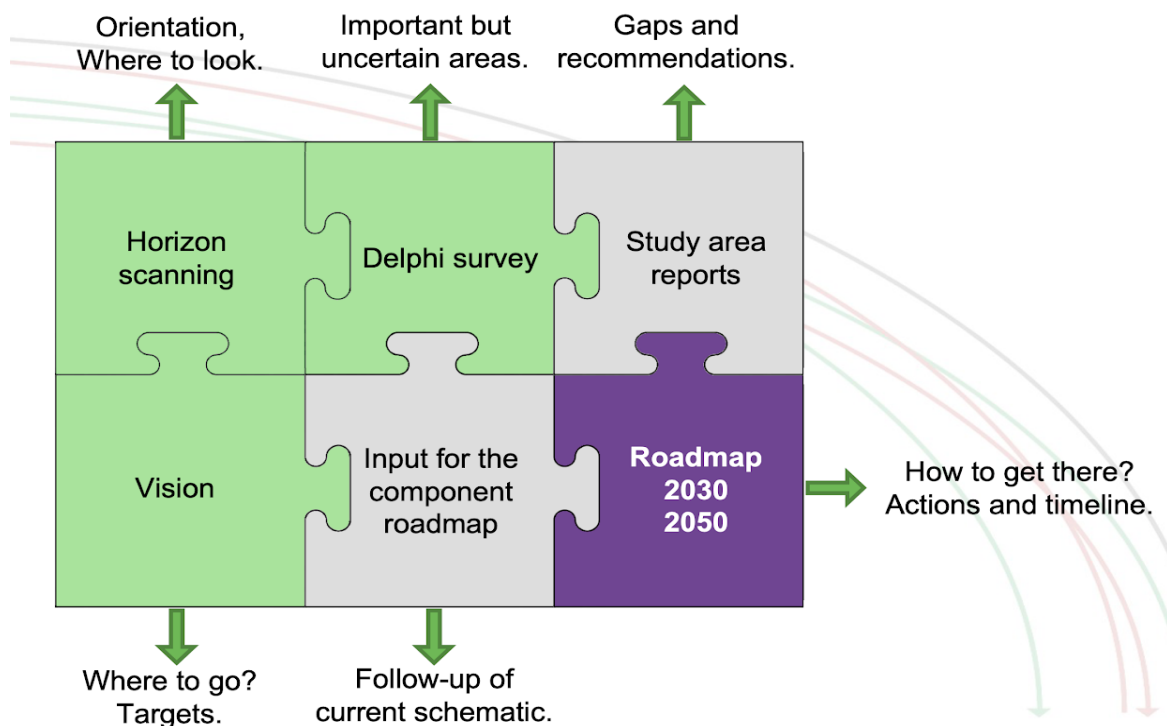 Orientation,
Where to look.
Important but
uncertain areas.
Gaps and
recommendations.
Horizon
scanning
Delphi survey
Study area
reports
Vision
Input for the
component
roadmap
Roadmap
2030
2050
How to get there?
Actions and timeline.
Where to go?
Targets.
Follow-up of
current schematic.